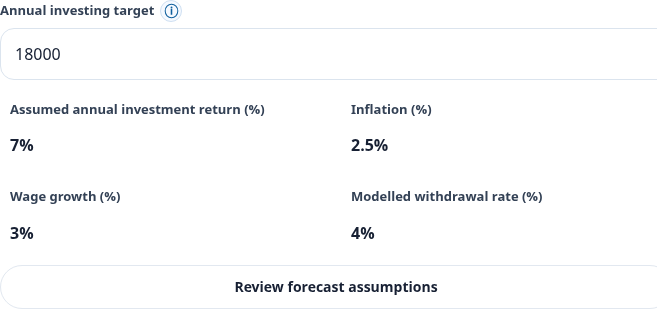 Annual investing target
18000
Assumed annual investment return (%)
Inflation (%)
7%
2.5%
Wage growth (%)
Modelled withdrawal rate (%)
3%
4%
Review forecast assumptions